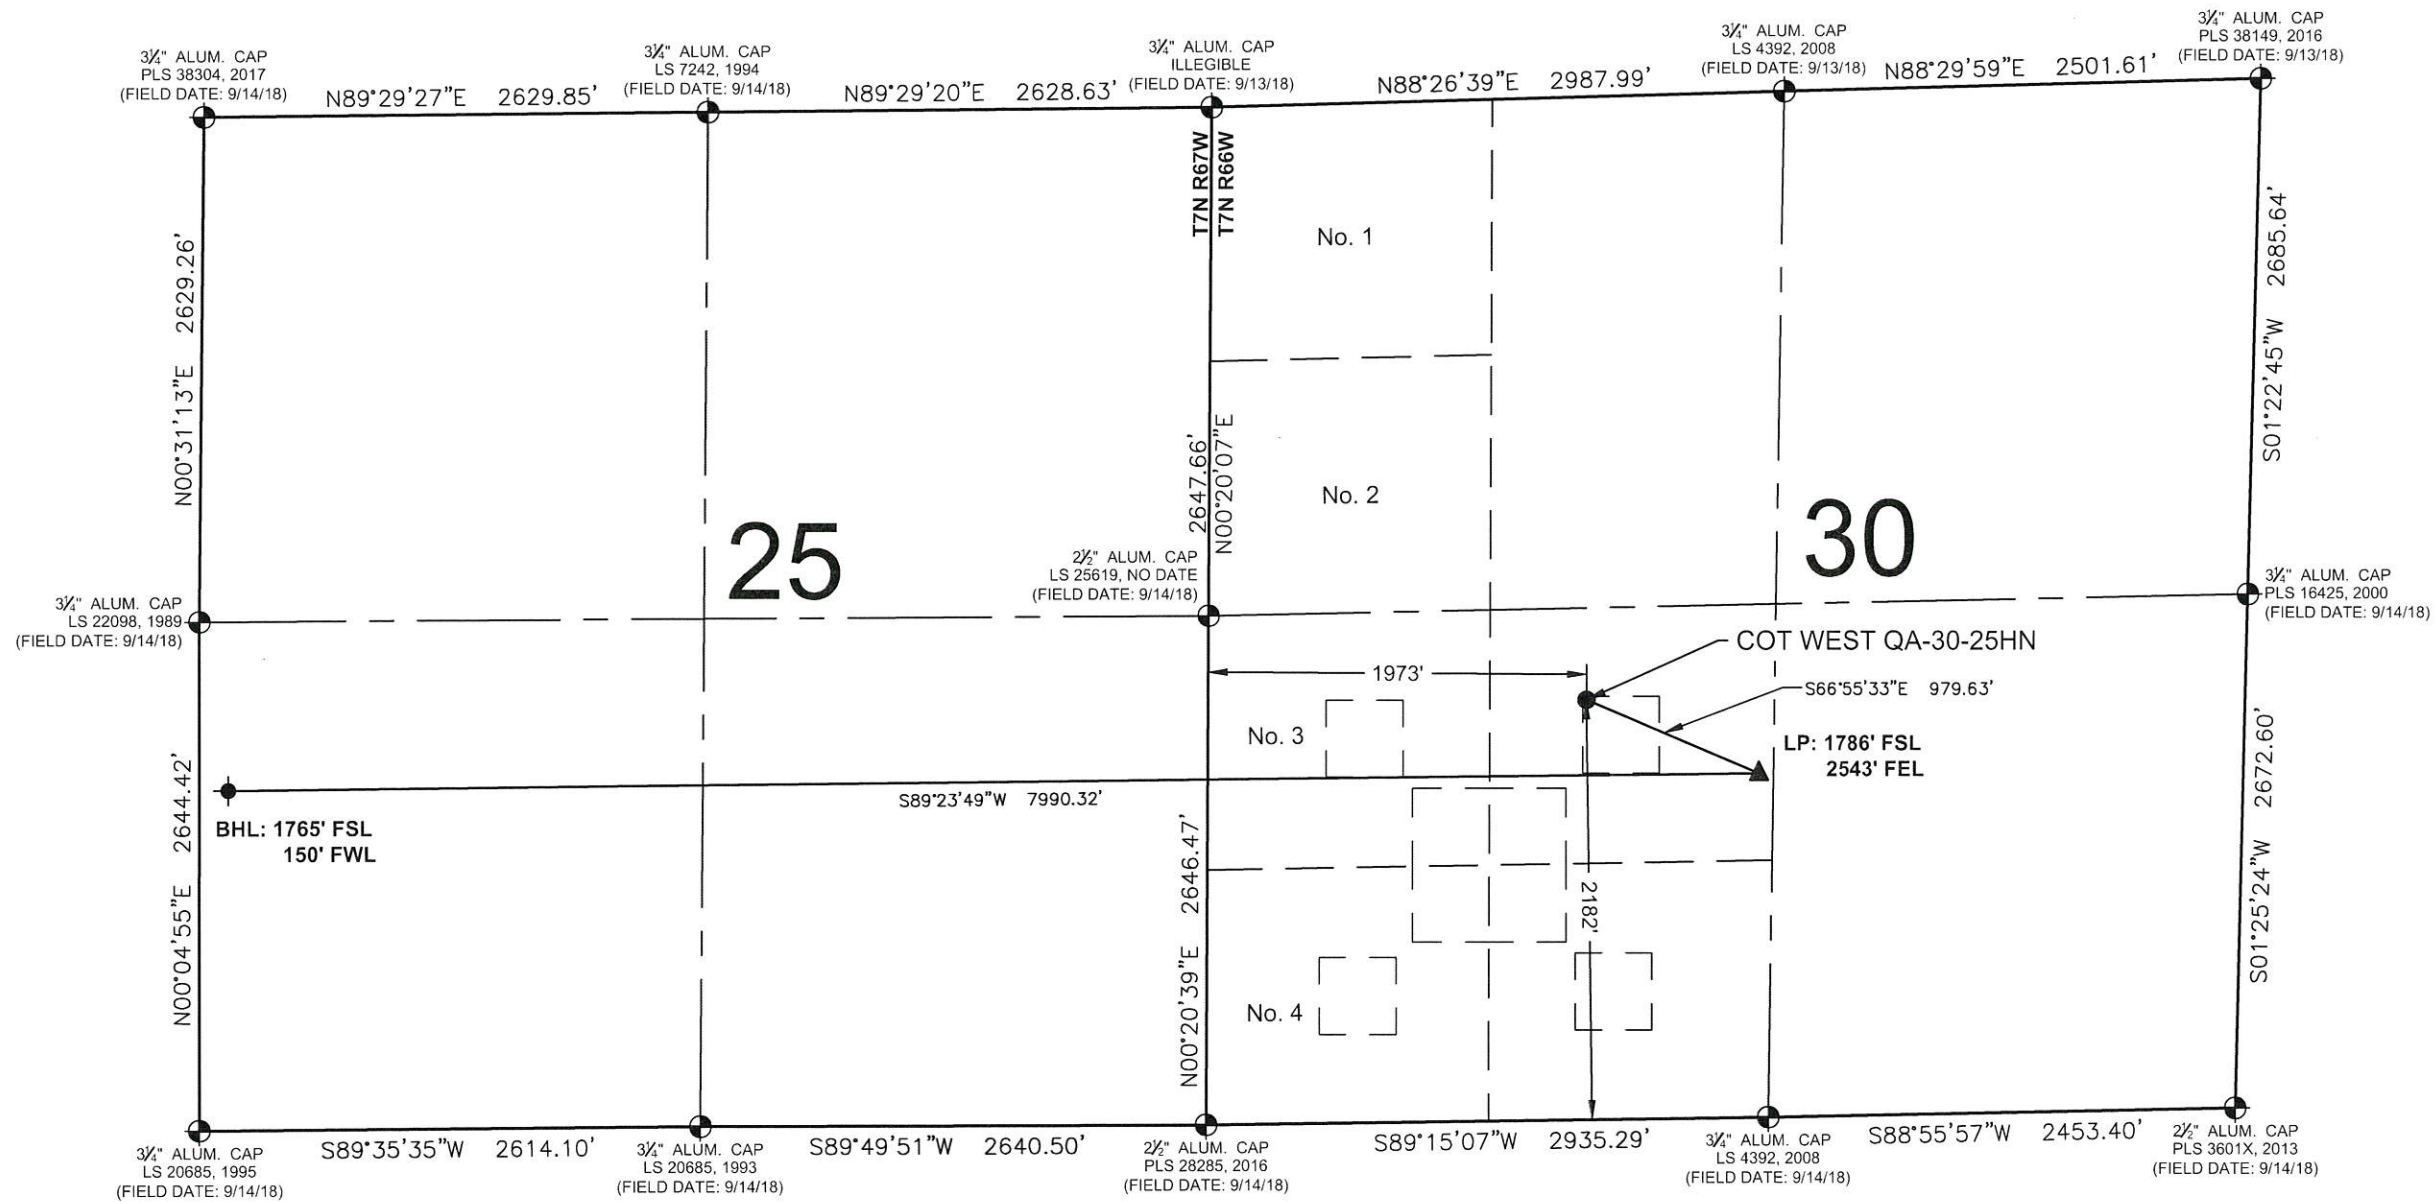 3¼" ALUM. CAP
PLS 38304, 2017
(FIELD DATE: 9/14/18)
N89°29'27"E 2629.85'
3¼" ALUM. CAP
LS 7242, 1994
(FIELD DATE: 9/14/18)
N89°29'20"E 2628.63'
3¼" ALUM. CAP
ILLEGIBLE
(FIELD DATE: 9/13/18)
N88°26'39"E 2987.99'
3¼" ALUM. CAP
LS 4392, 2008
(FIELD DATE: 9/13/18)
N88°29'59"E 2501.61'
3¼" ALUM. CAP
PLS 38149, 2016
(FIELD DATE: 9/13/18)
N00°31'13"E 2629.26'
T7N R67W
T7N R66W
No. 1
S01°22'45"W 2685.64'
2647.66'
N00°20'07"E
No. 2
25
30
3¼" ALUM. CAP
LS 22098, 1989
(FIELD DATE: 9/14/18)
2½" ALUM. CAP
LS 25619, NO DATE
(FIELD DATE: 9/14/18)
3¼" ALUM. CAP
PLS 16425, 2000
(FIELD DATE: 9/14/18)
COT WEST QA-30-25HN
1973'
S66°55'33"E 979.63'
No. 3
LP: 1786' FSL
2543' FEL
S89°23'49"W 7990.32'
BHL: 1765' FSL
150' FWL
N00°04'55"E 2644.42'
N00°20'39"E 2646.47'
2182'
S01°25'24"W 2672.60'
No. 4
3¼" ALUM. CAP
LS 20685, 1995
(FIELD DATE: 9/14/18)
S89°35'35"W 2614.10'
3¼" ALUM. CAP
LS 20685, 1993
(FIELD DATE: 9/14/18)
S89°49'51"W 2640.50'
2½" ALUM. CAP
PLS 28285, 2016
(FIELD DATE: 9/14/18)
S89°15'07"W 2935.29'
3¼" ALUM. CAP
LS 4392, 2008
(FIELD DATE: 9/14/18)
S88°55'57"W 2453.40'
2½" ALUM. CAP
PLS 3601X, 2013
(FIELD DATE: 9/14/18)